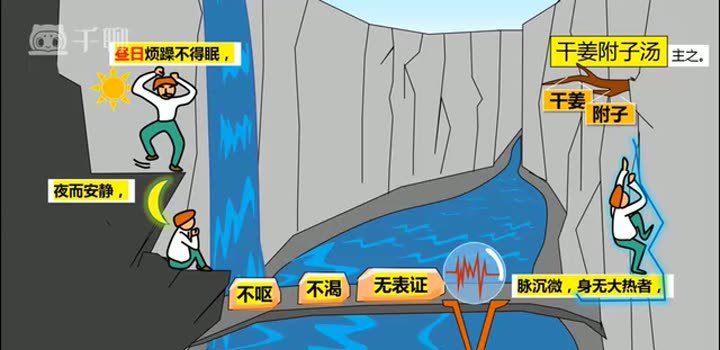 千聊
昼日烦躁不得眠，
干姜附子汤 主之。
干姜
附子
夜而安静，
不呕
不渴
无表证
脉沉微，身无大热者，